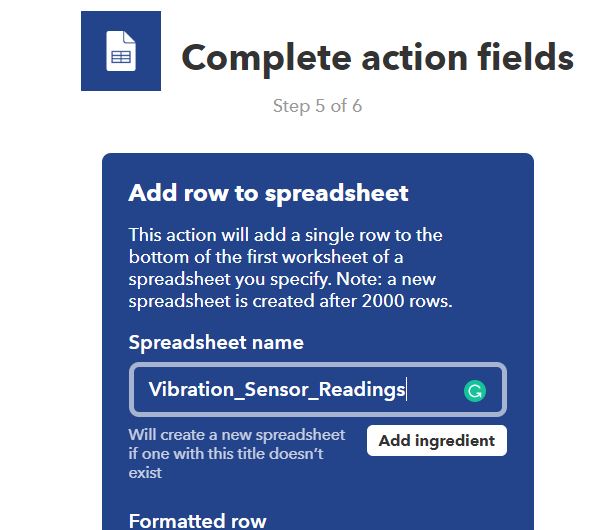 Complete action fields
Step 5 of 6
Add row to spreadsheet
This action will add a single row to the
bottom of the first worksheet of a
spreadsheet you specify. Note: a new
spreadsheet is created after 2000 rows.
Spreadsheet name
Vibration_Sensor_Readings
Will create a new spreadsheet
if one with this title doesn't
exist
Add ingredient
Formatted row